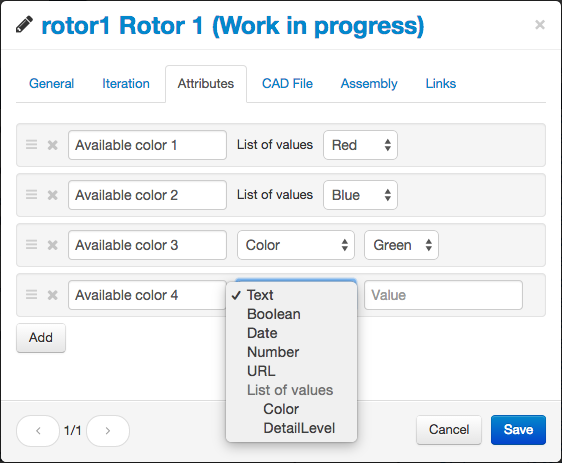 rotor1 Rotor 1 (Work in progress) ×
General Iteration Attributes CAD File Assembly Links
Available color 1 List of values Red
Available color 2 List of values Blue
Available color 3 Color Green
Available color 4 ✓ Text Value
Boolean
Date
Number
URL
List of values
Color
DetailLevel
Add
< 1/1 > Cancel Save